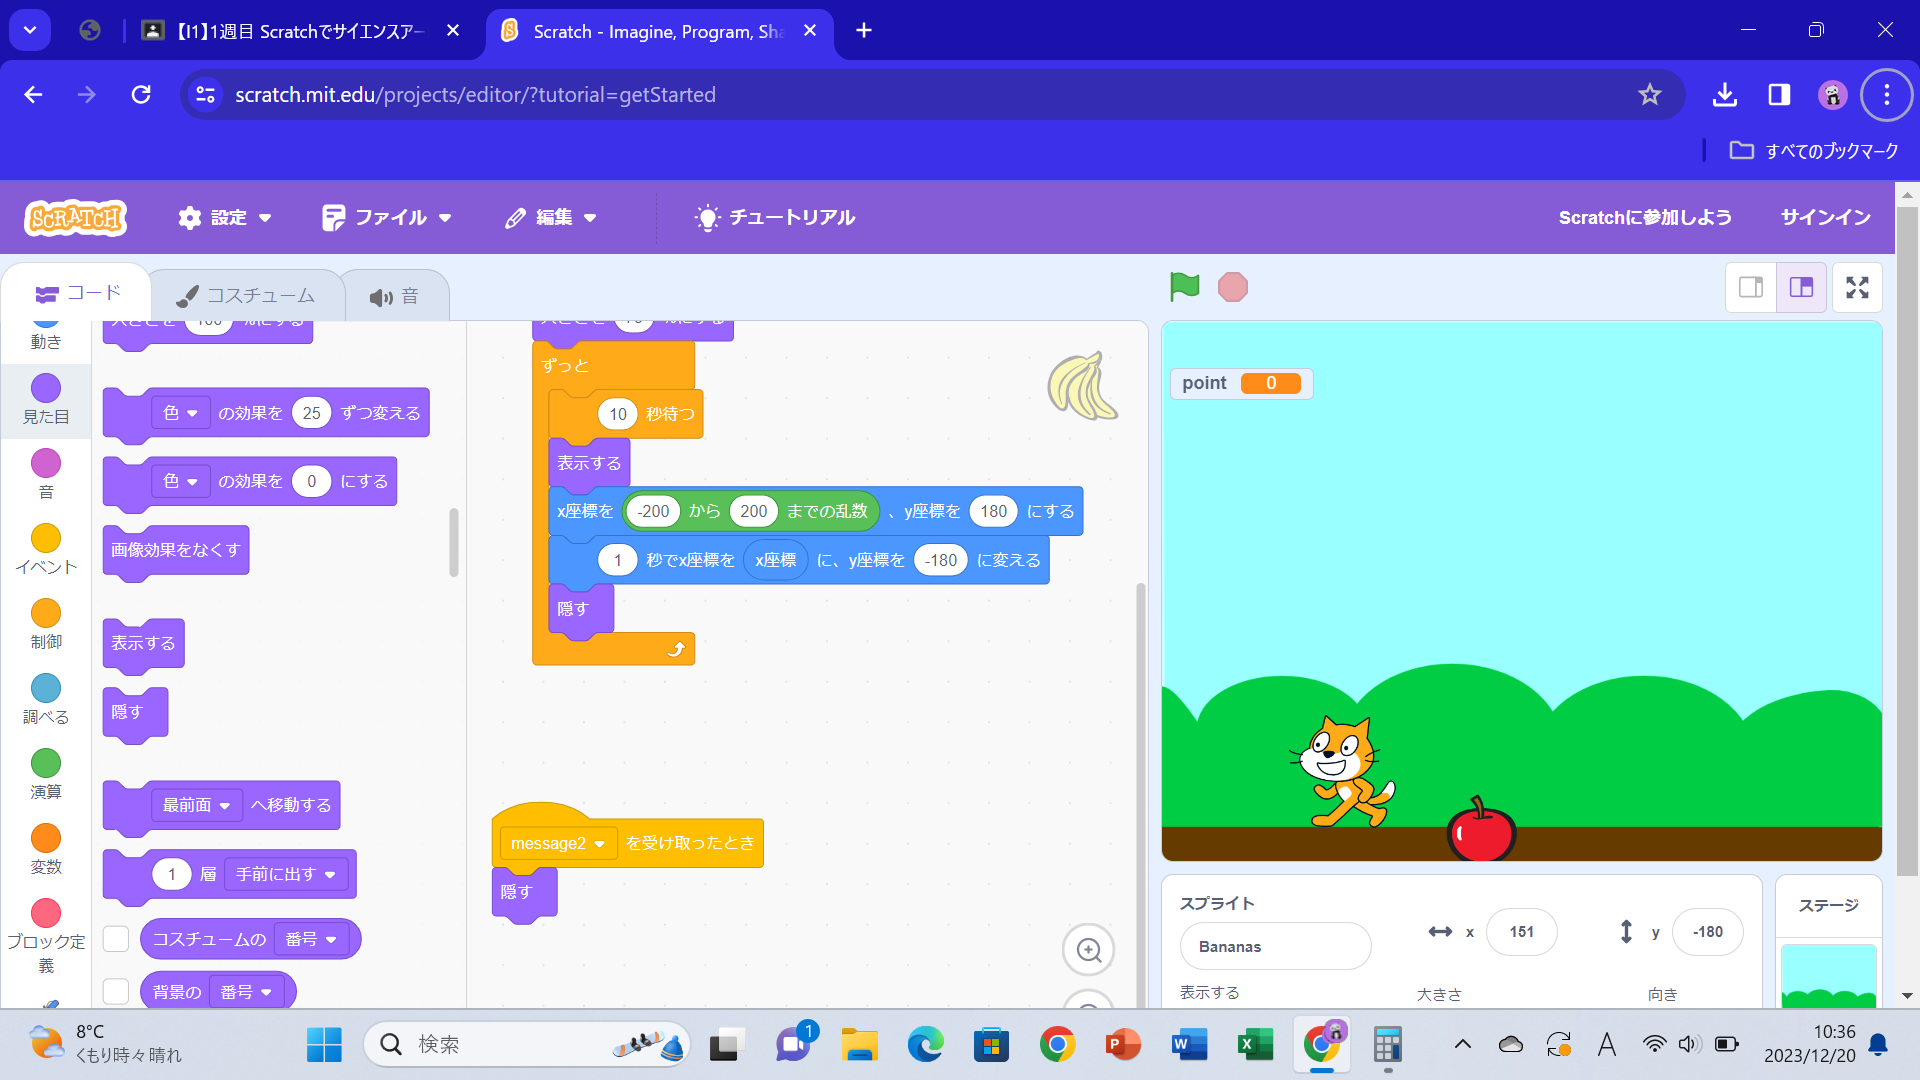 【I1】1週目 Scratchでサイエンスアー
Scratch - Imagine, Program, Sha
scratch.mit.edu/projects/editor/?tutorial=getStarted
すべてのブックマーク
SCRATCH
設定
ファイル
編集
チュートリアル
Scratchに参加しよう
サインイン
コード
コスチューム
音
動き
見た目
音
イベント
制御
調べる
演算
変数
ブロック定
義
大きさを 100 %にする
色 の効果を 25 ずつ変える
色 の効果を 0 にする
画像効果をなくす
表示する
隠す
最前面 へ移動する
1 層 手前に出す
コスチュームの 番号
背景の 番号
ずっと
10 秒待つ
表示する
x座標を -200 から 200 までの乱数 、y座標を 180 にする
1 秒でx座標を x座標 に、y座標を -180 に変える
隠す
message2 を受け取ったとき
隠す
point 0
スプライト
Bananas
x 151
y -180
表示する
大きさ
向き
ステージ
8°C
くもり時々晴れ
検索
1
A
10:36
2023/12/20